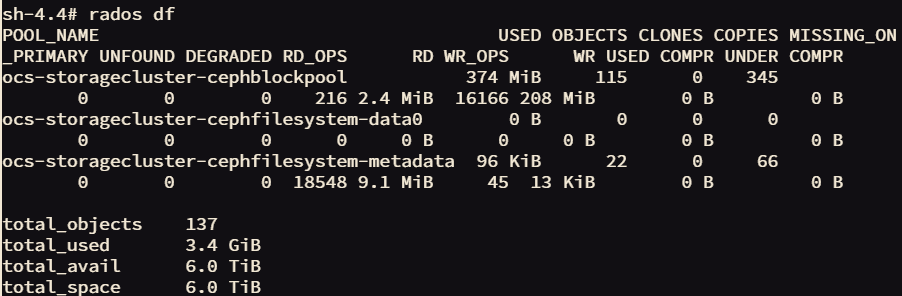 sh-4.4# rados df
POOL_NAME                                             USED OBJECTS CLONES COPIES MISSING_ON
_PRIMARY UNFOUND DEGRADED RD_OPS      RD WR_OPS      WR USED COMPR UNDER COMPR
ocs-storagecluster-cephblockpool              374 MiB     115      0    345
       0       0        0    216 2.4 MiB  16166 208 MiB        0 B         0 B
ocs-storagecluster-cephfilesystem-data0           0 B       0      0      0
       0       0        0      0     0 B      0     0 B        0 B         0 B
ocs-storagecluster-cephfilesystem-metadata     96 KiB      22      0     66
       0       0        0  18548 9.1 MiB     45  13 KiB        0 B         0 B
total_objects    137
total_used       3.4 GiB
total_avail      6.0 TiB
total_space      6.0 TiB